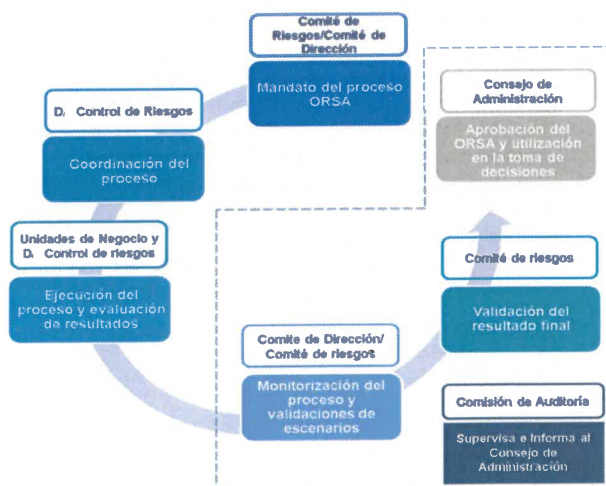 Comité de
Riesgos/Comité de
Dirección
Mandato del proceso
ORSA
D. Control de Riesgos
Coordinación del
proceso
Unidades de Negocio y
D. Control de riesgos
Ejecución del
proceso y evaluación
de resultados
Comite de Dirección/
Comité de riesgos
Monitorización del
proceso y
validaciones de
escenarios
Comité de riesgos
Validación del
resultado final
Consejo de
Administración
Aprobación del
ORSA y utilización
en la toma de
decisiones
Comisión de Auditoría
Supervisa e Informa al
Consejo de
Administración